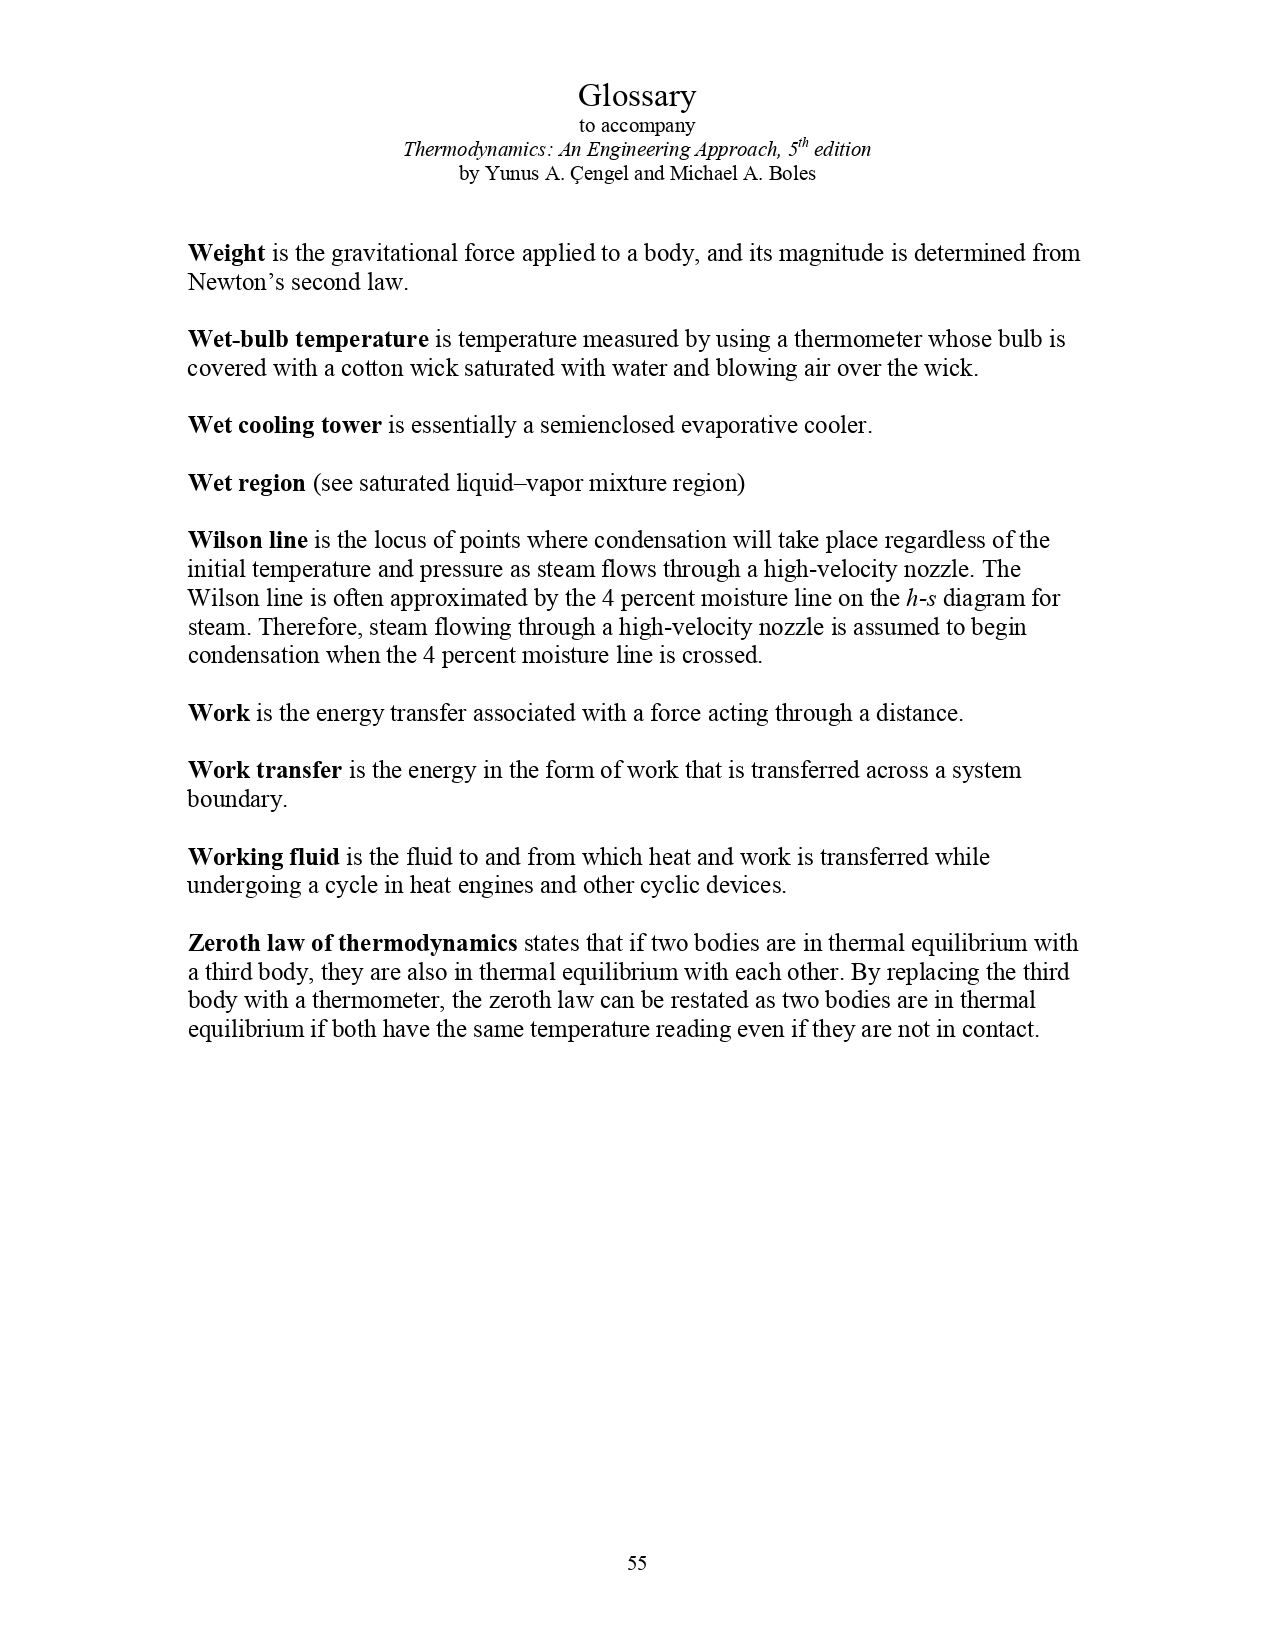 Glossary
to accompany
Thermodynamics: An Engineering Approach, 5th edition
by Yunus A. Çengel and Michael A. Boles
Weight is the gravitational force applied to a body, and its magnitude is determined from
Newton’s second law.
Wet-bulb temperature is temperature measured by using a thermometer whose bulb is
covered with a cotton wick saturated with water and blowing air over the wick.
Wet cooling tower is essentially a semienclosed evaporative cooler.
Wet region (see saturated liquid–vapor mixture region)
Wilson line is the locus of points where condensation will take place regardless of the
initial temperature and pressure as steam flows through a high-velocity nozzle. The
Wilson line is often approximated by the 4 percent moisture line on the h-s diagram for
steam. Therefore, steam flowing through a high-velocity nozzle is assumed to begin
condensation when the 4 percent moisture line is crossed.
Work is the energy transfer associated with a force acting through a distance.
Work transfer is the energy in the form of work that is transferred across a system
boundary.
Working fluid is the fluid to and from which heat and work is transferred while
undergoing a cycle in heat engines and other cyclic devices.
Zeroth law of thermodynamics states that if two bodies are in thermal equilibrium with
a third body, they are also in thermal equilibrium with each other. By replacing the third
body with a thermometer, the zeroth law can be restated as two bodies are in thermal
equilibrium if both have the same temperature reading even if they are not in contact.
55